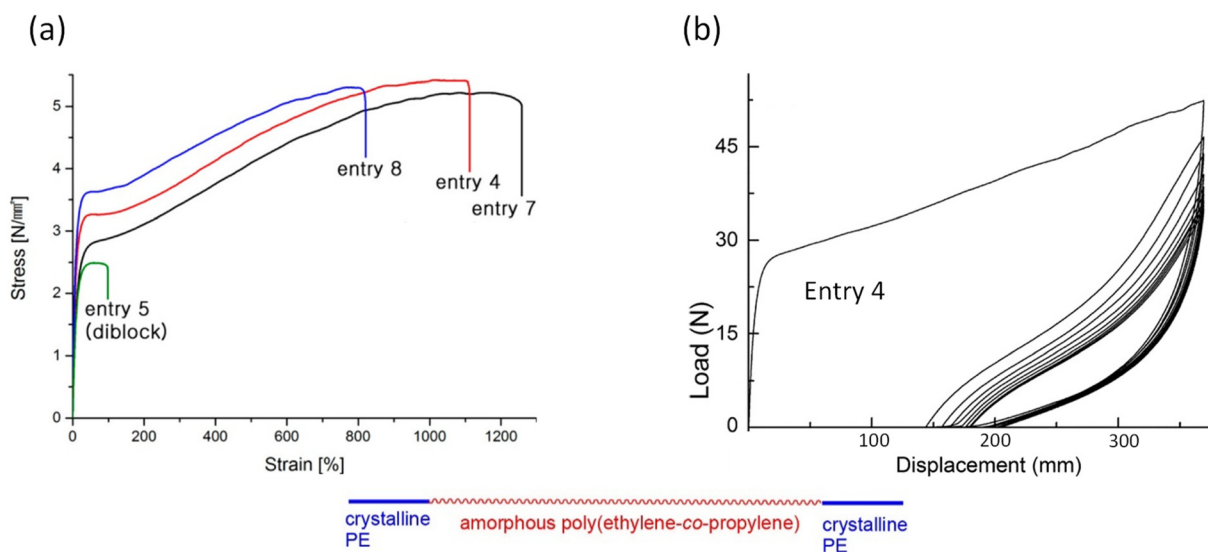 (a)
(b)
Stress [N/㎟]
5
4
3
2
1
0
0 200 400 600 800 1000 1200
Strain [%]
entry 8
entry 4
entry 7
entry 5
(diblock)
Load (N)
45
30
15
0
100 200 300
Displacement (mm)
Entry 4
crystalline
PE
amorphous poly(ethylene-co-propylene)
crystalline
PE